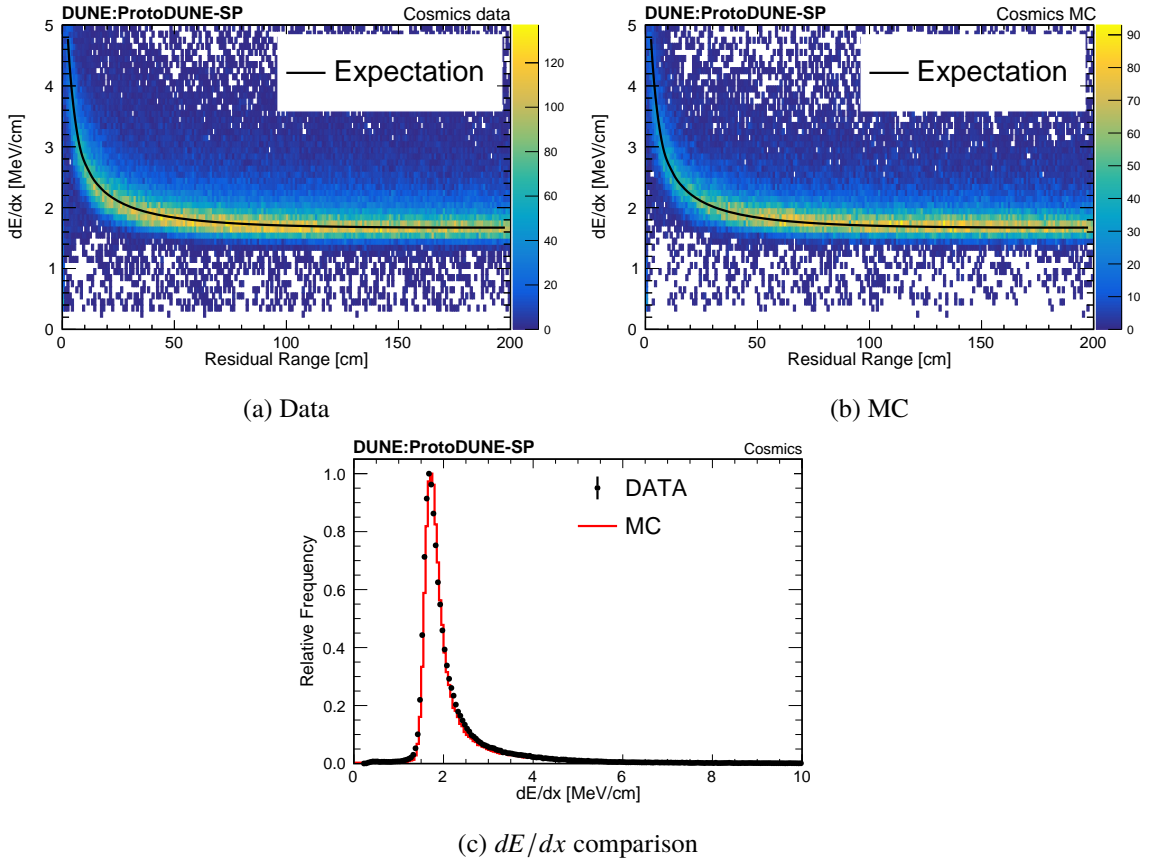 DUNE:ProtoDUNE-SP Cosmics data
dE/dx [MeV/cm]
5
4
3
2
1
0
Expectation
120
100
80
60
40
20
0
0 50 100 150 200
Residual Range [cm]
(a) Data
DUNE:ProtoDUNE-SP Cosmics MC
dE/dx [MeV/cm]
5
4
3
2
1
0
Expectation
90
80
70
60
50
40
30
20
10
0
0 50 100 150 200
Residual Range [cm]
(b) MC
DUNE:ProtoDUNE-SP Cosmics
Relative Frequency
1.0
0.8
0.6
0.4
0.2
0.0
DATA
MC
0 2 4 6 8 10
dE/dx [MeV/cm]
(c) dE/dx comparison